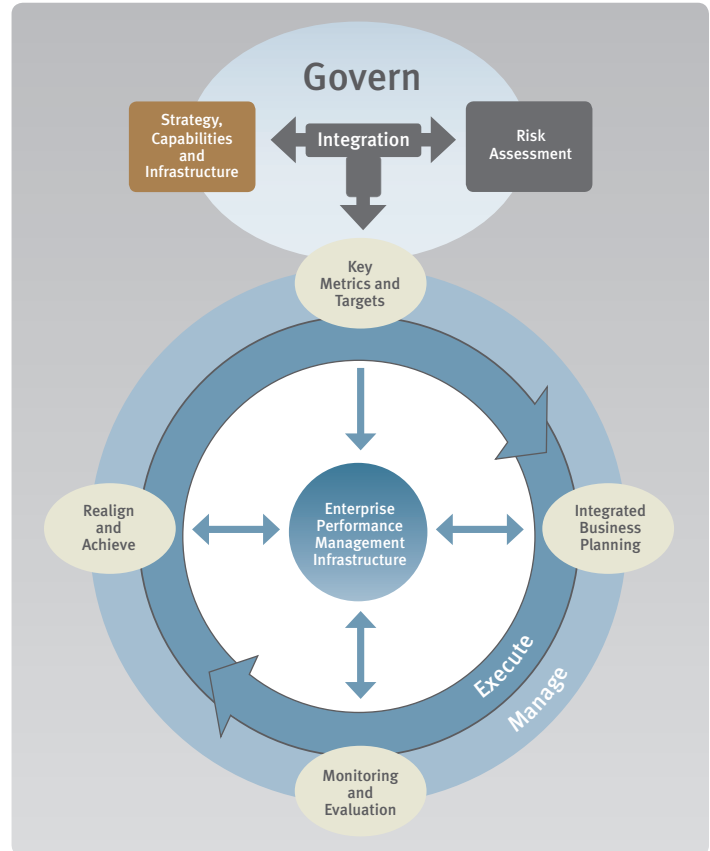 Govern
Strategy,
Capabilities
and
Infrastructure
Integration
Risk
Assessment
Key
Metrics and
Targets
Realign
and
Achieve
Enterprise
Performance
Management
Infrastructure
Integrated
Business
Planning
Execute
Manage
Monitoring
and
Evaluation